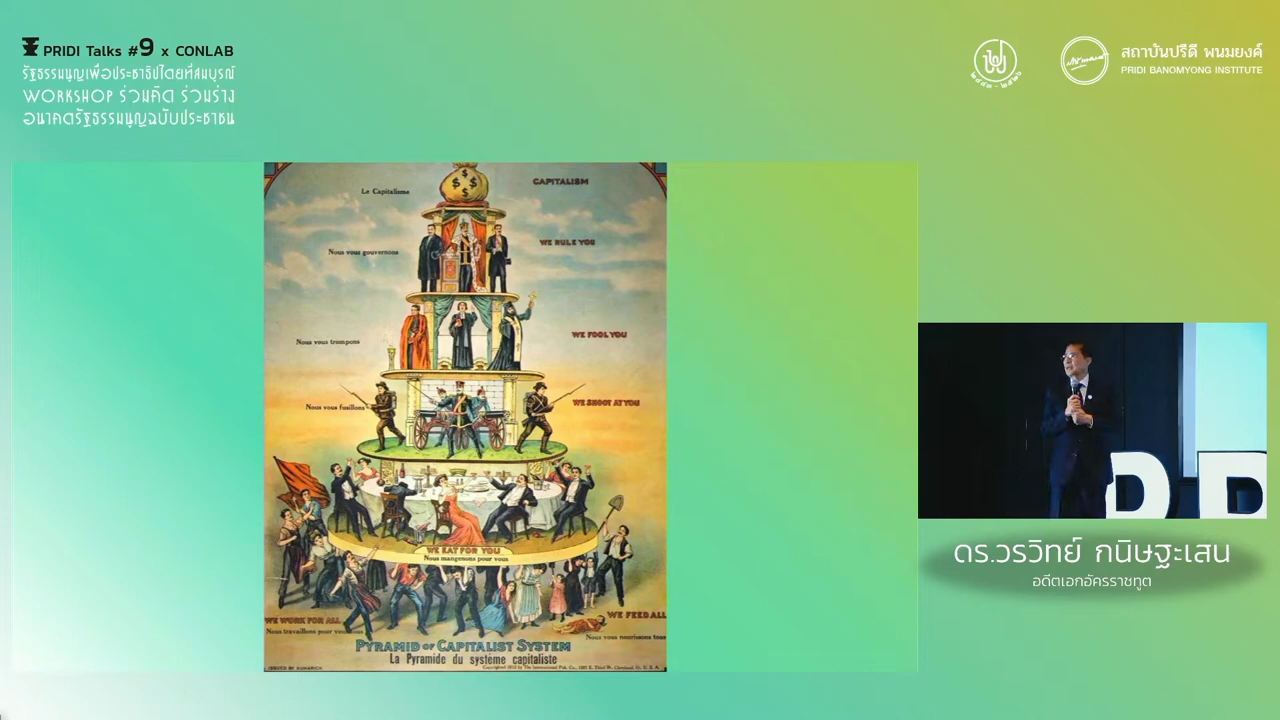 PRIDI Talks #9 x CONLAB
รัฐธรรมนูญเพื่อประชาธิปไตยที่สมบูรณ์
WORKSHOP ร่วมคิด ร่วมร่าง
อนาคตรัฐธรรมนูญฉบับประชาชน
สถาบันปรีดี พนมยงค์
PRIDI BANOMYONG INSTITUTE
Le Capitalisme
CAPITALISM
Nous vous gouvernons
WE RULE YOU
Nous vous trompons
WE FOOL YOU
Nous vous fusillons
WE SHOOT AT YOU
WE EAT FOR YOU
Nous mangeons pour vous
WE WORK FOR ALL
Nous travaillons pour vous tous
WE FEED ALL
Nous vous nourissons tous
PYRAMID OF CAPITALIST SYSTEM
La Pyramide du système capitaliste
ดร.วรวิทย์ กนิษฐะเสน
อดีตเอกอัครราชทูต